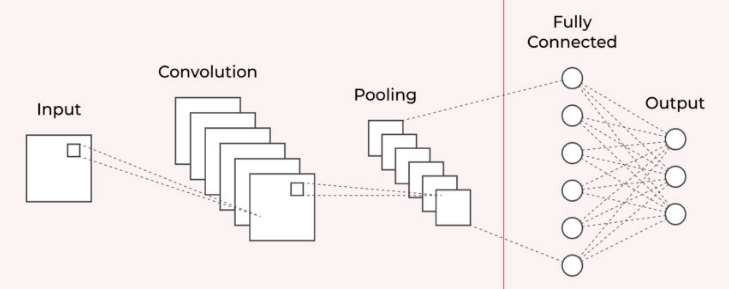 Input
Convolution
Pooling
Fully
Connected
Output